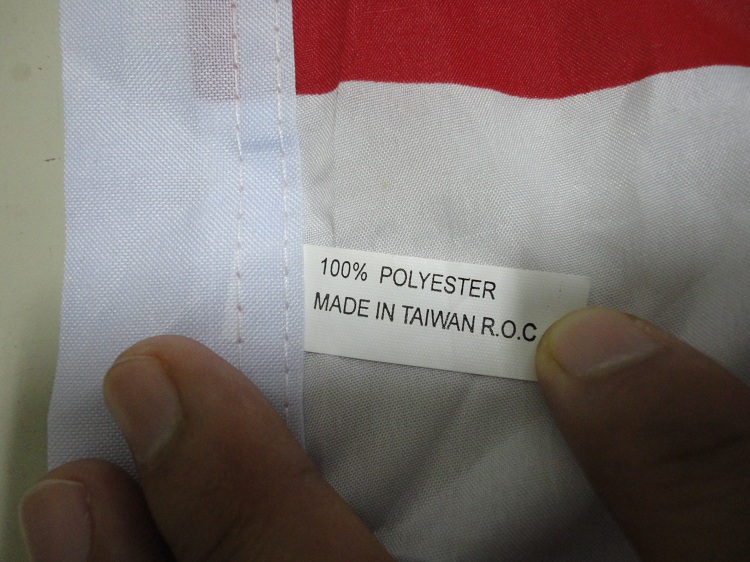 100% POLYESTER
MADE IN TAIWAN R.O.C